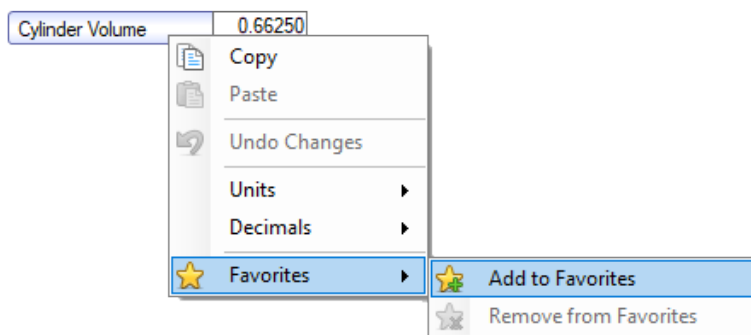 Cylinder Volume 0.66250
Copy
Paste
Undo Changes
Units
Decimals
Favorites
Add to Favorites
Remove from Favorites